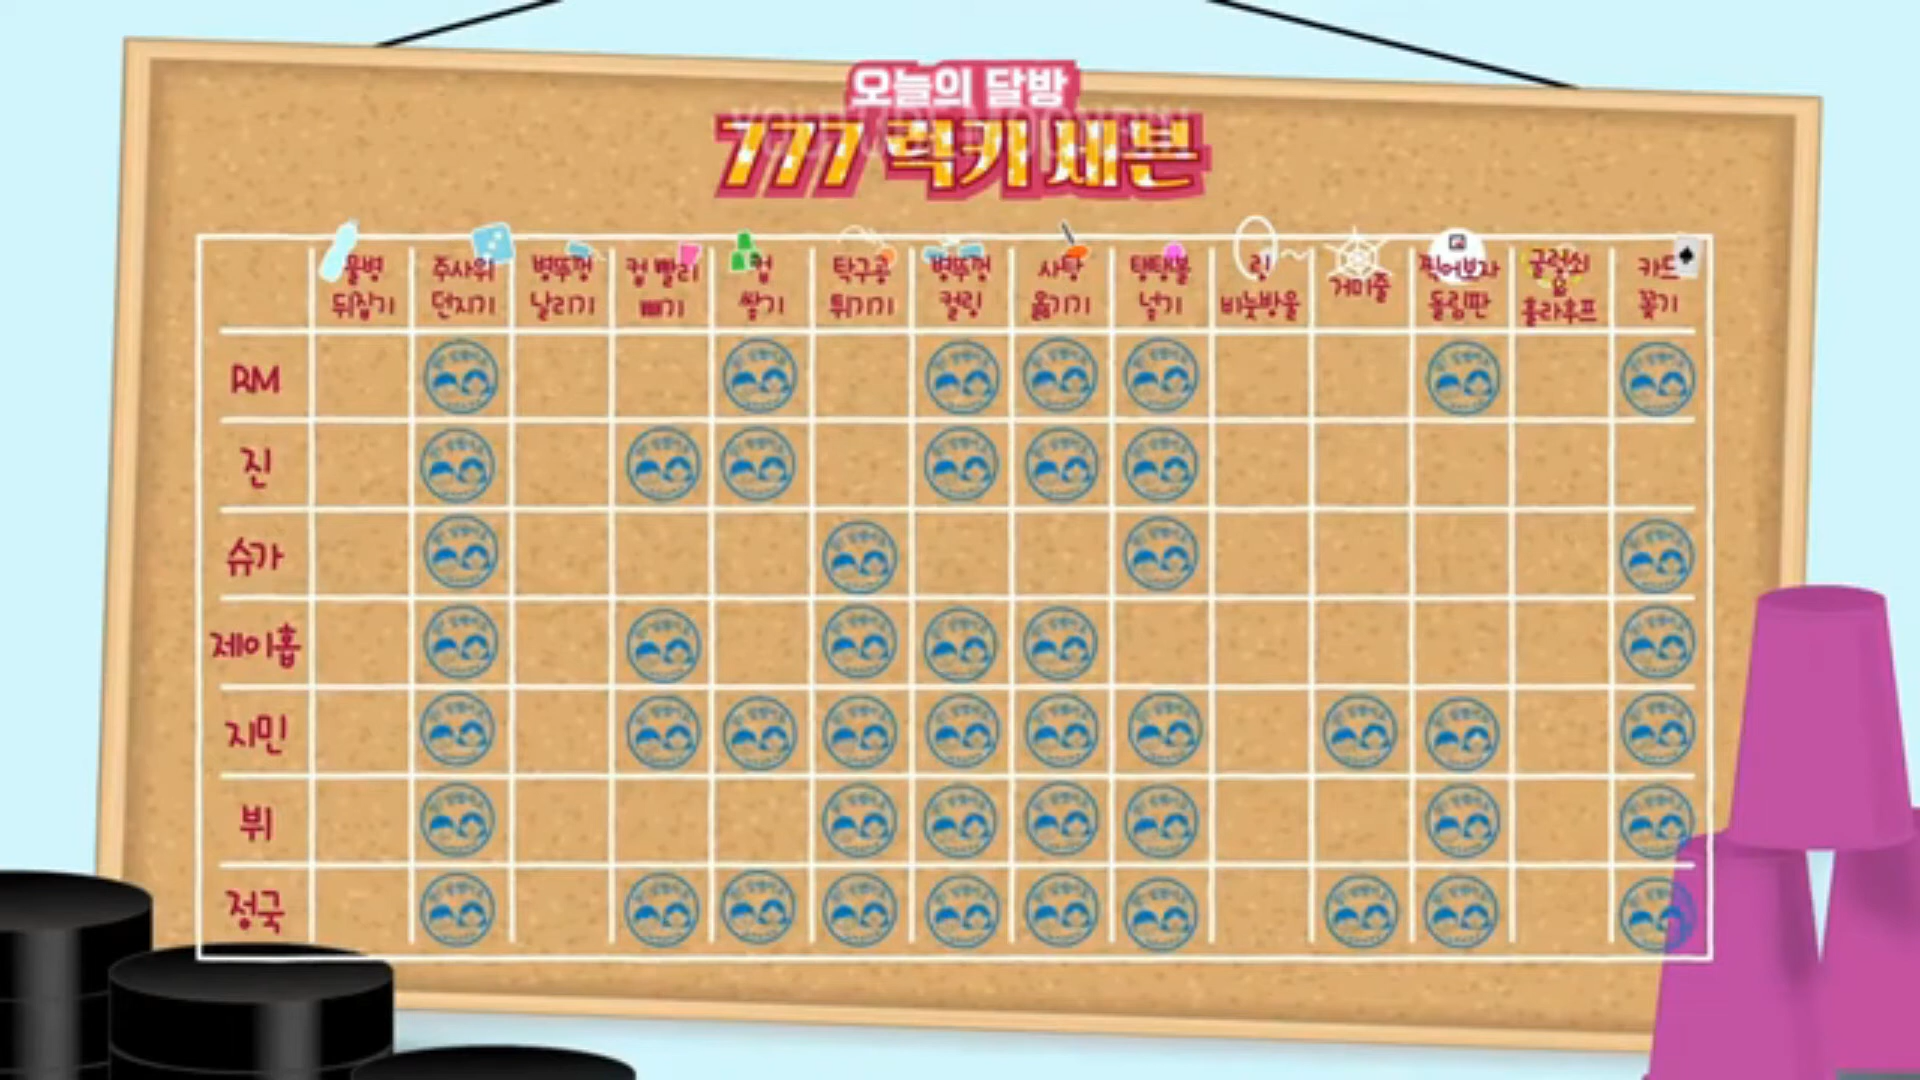 오늘의 달방
777 럭키 세븐
물병 뒤집기
주사위 던지기
병뚜껑 날리기
컵 빨리 빼기
컵 쌓기
탁구공 튀기기
병뚜껑 컬링
사탕 옮기기
탱탱볼 넣기
링 비눗방울
거미줄
찍어보자 돌림판
굴렁쇠 & 훌라후프
카드 꽂기
RM
진
슈가
제이홉
지민
뷔
정국